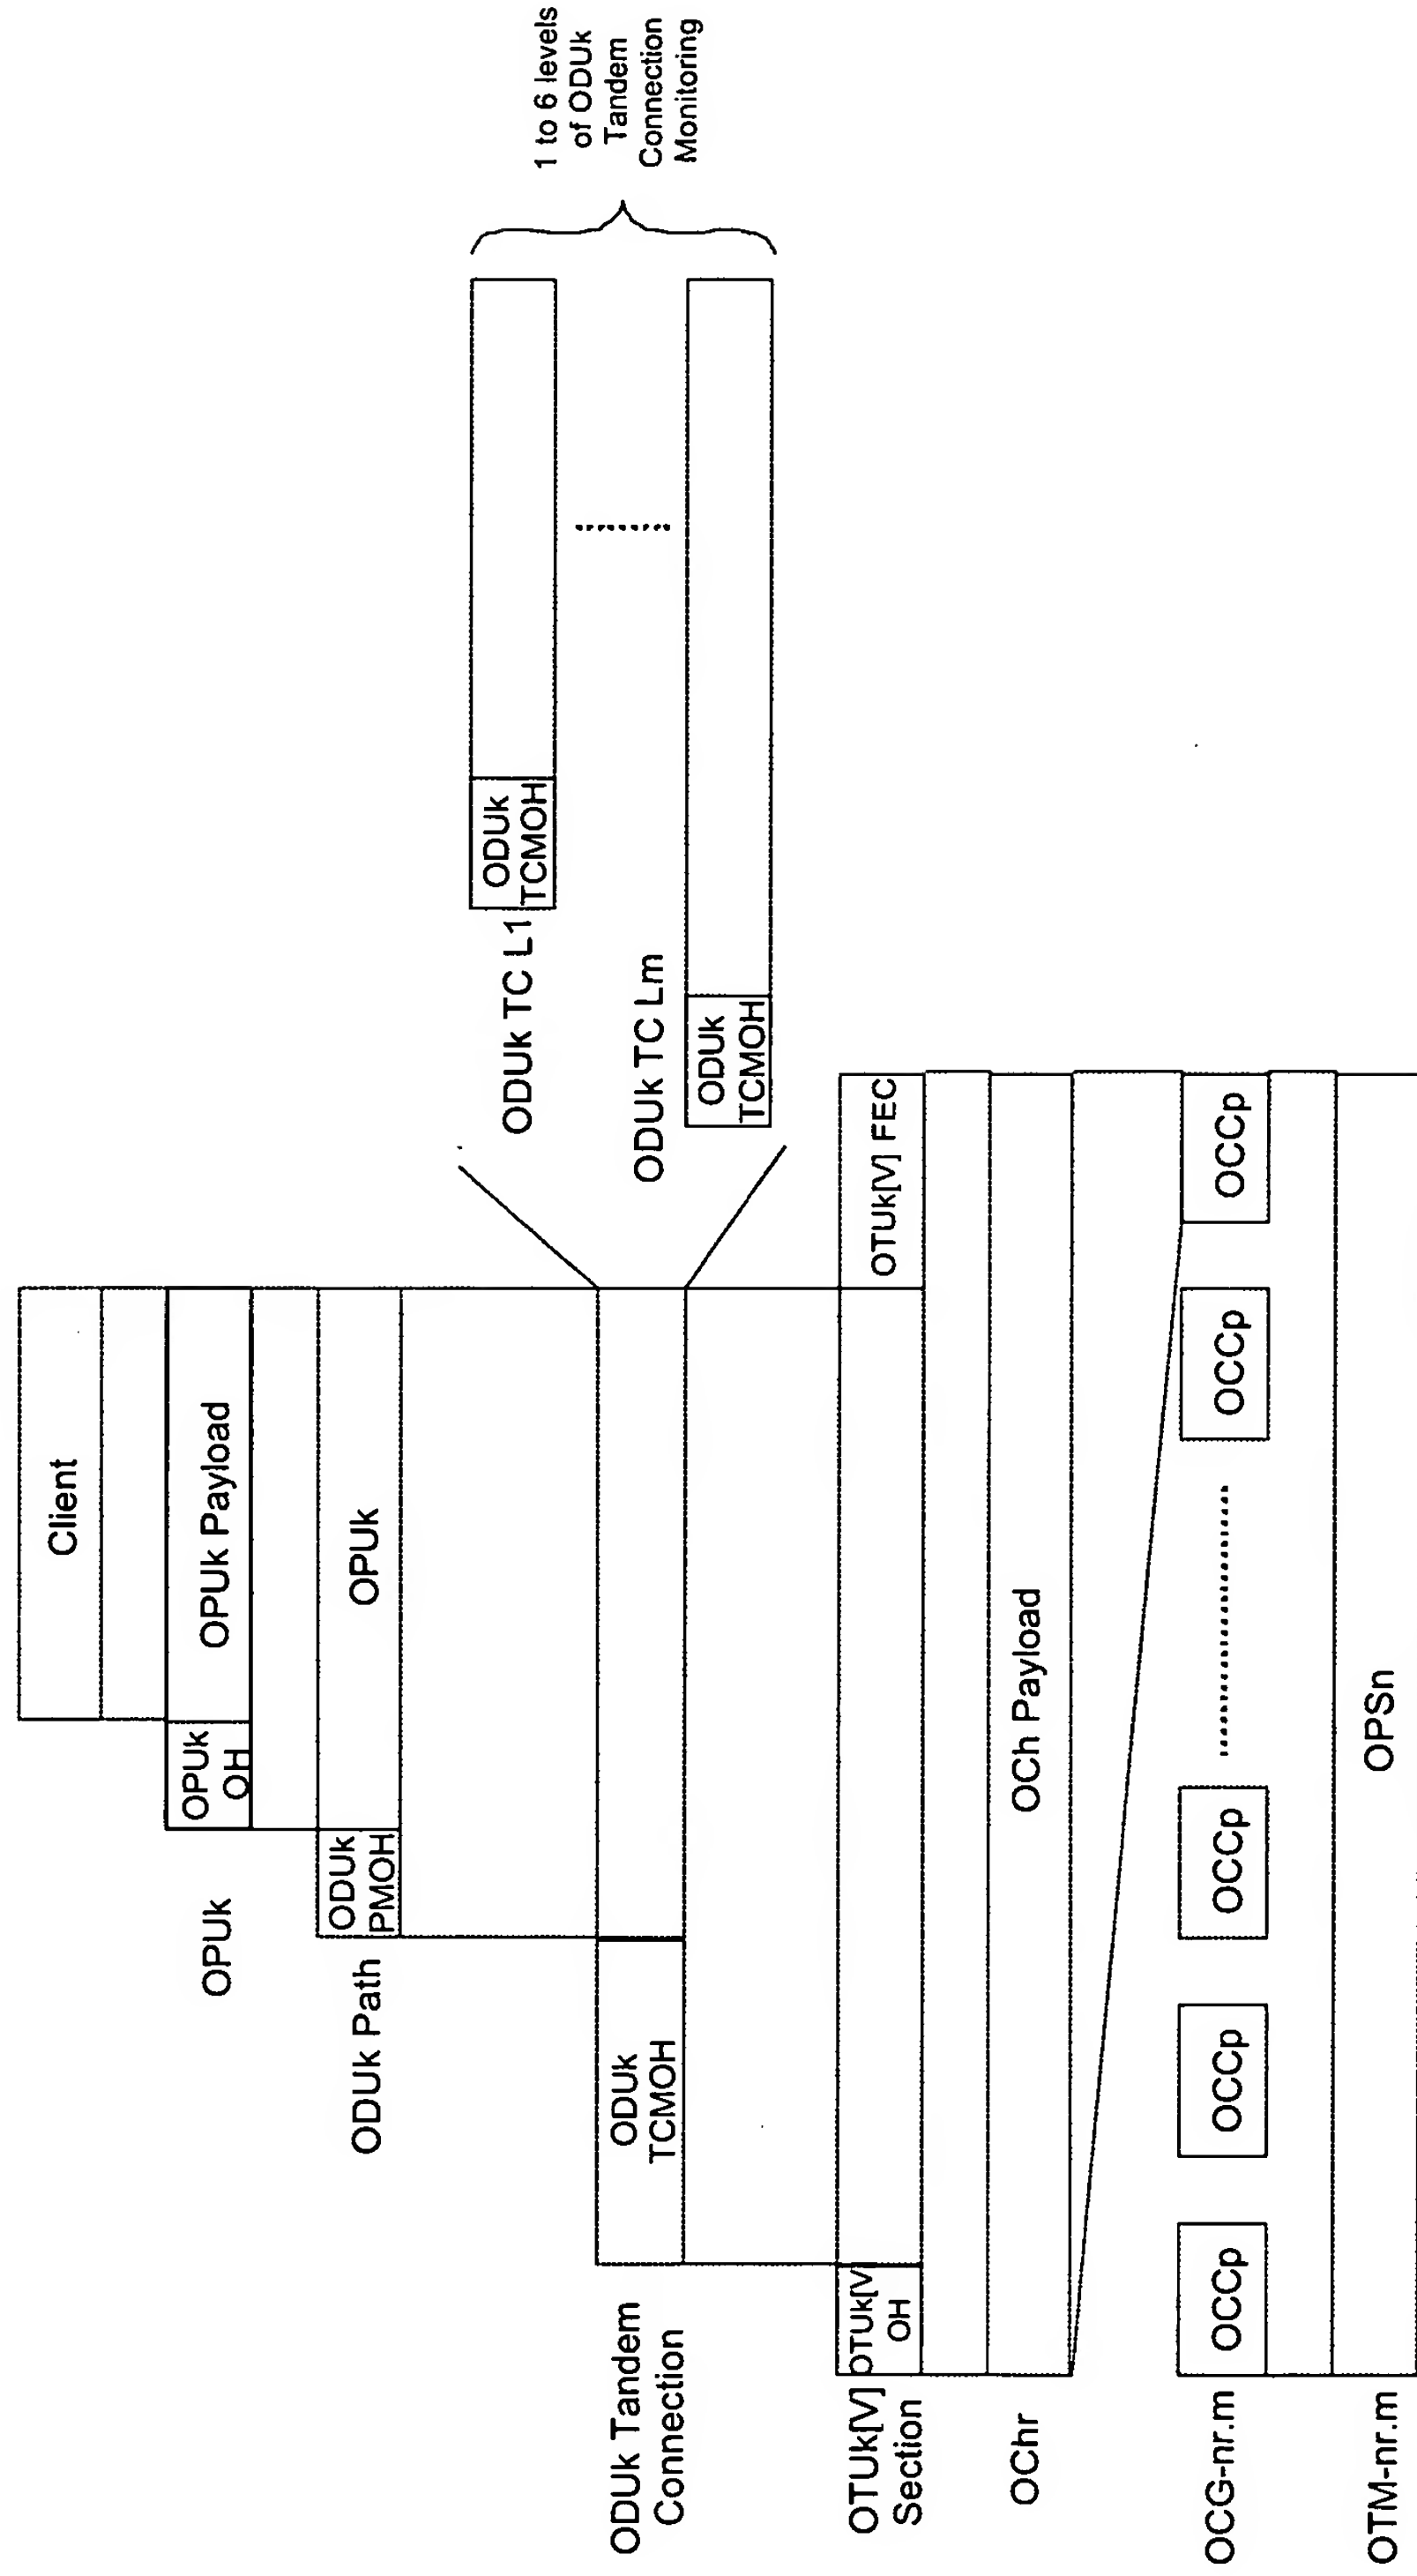 Client
OPUk
OPUk
OH
OPUk Payload
ODUk Path
ODUk
PMOH
OPUk
ODUk Tandem
Connection
ODUk
TCMOH
ODUk TC L1
ODUk
TCMOH
ODUk TC Lm
ODUk
TCMOH
1 to 6 levels
of ODUk
Tandem
Connection
Monitoring
OTUk[V]
Section
OTUk[V
OH
OTUk[V] FEC
OChr
OCh Payload
OCG-nr.m
OCCp
OCCp
OCCp
OCCp
OCCp
OTM-nr.m
OPSn